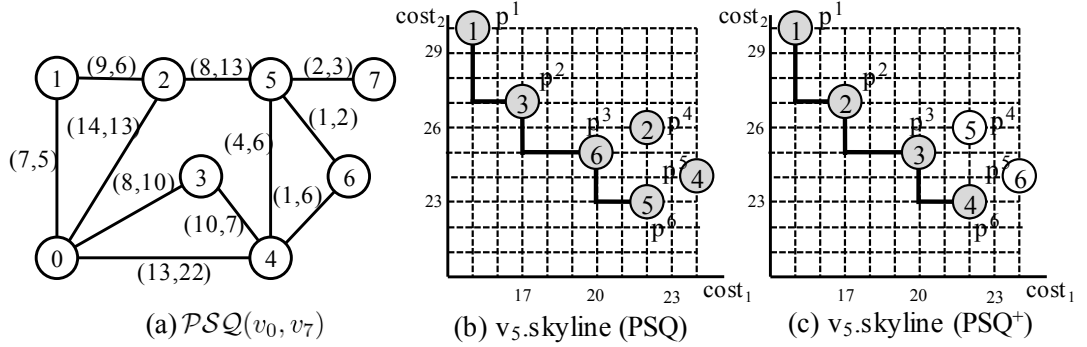 1
(9,6)
2
(8,13)
5
(2,3)
7
(14,13)
(1,2)
(7,5)
(4,6)
(8,10)
3
6
(1,6)
(10,7)
0
4
(13,22)
(a) PSQ(v₀, v₇)
cost₂
1 p¹
29
3 p²
26
p³
6
2 p⁴
p⁵
4
23
5
p⁶
17 20 23 cost₁
(b) v₅.skyline (PSQ)
cost₂
1 p¹
29
2 p²
26
p³
3
5 p⁴
p⁵
6
23
4
p⁶
17 20 23 cost₁
(c) v₅.skyline (PSQ⁺)